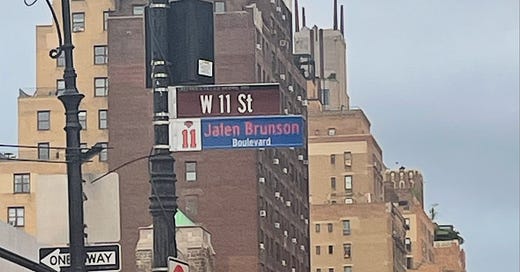 W 11 St
11 Jalen Brunson
Boulevard
ONE WAY